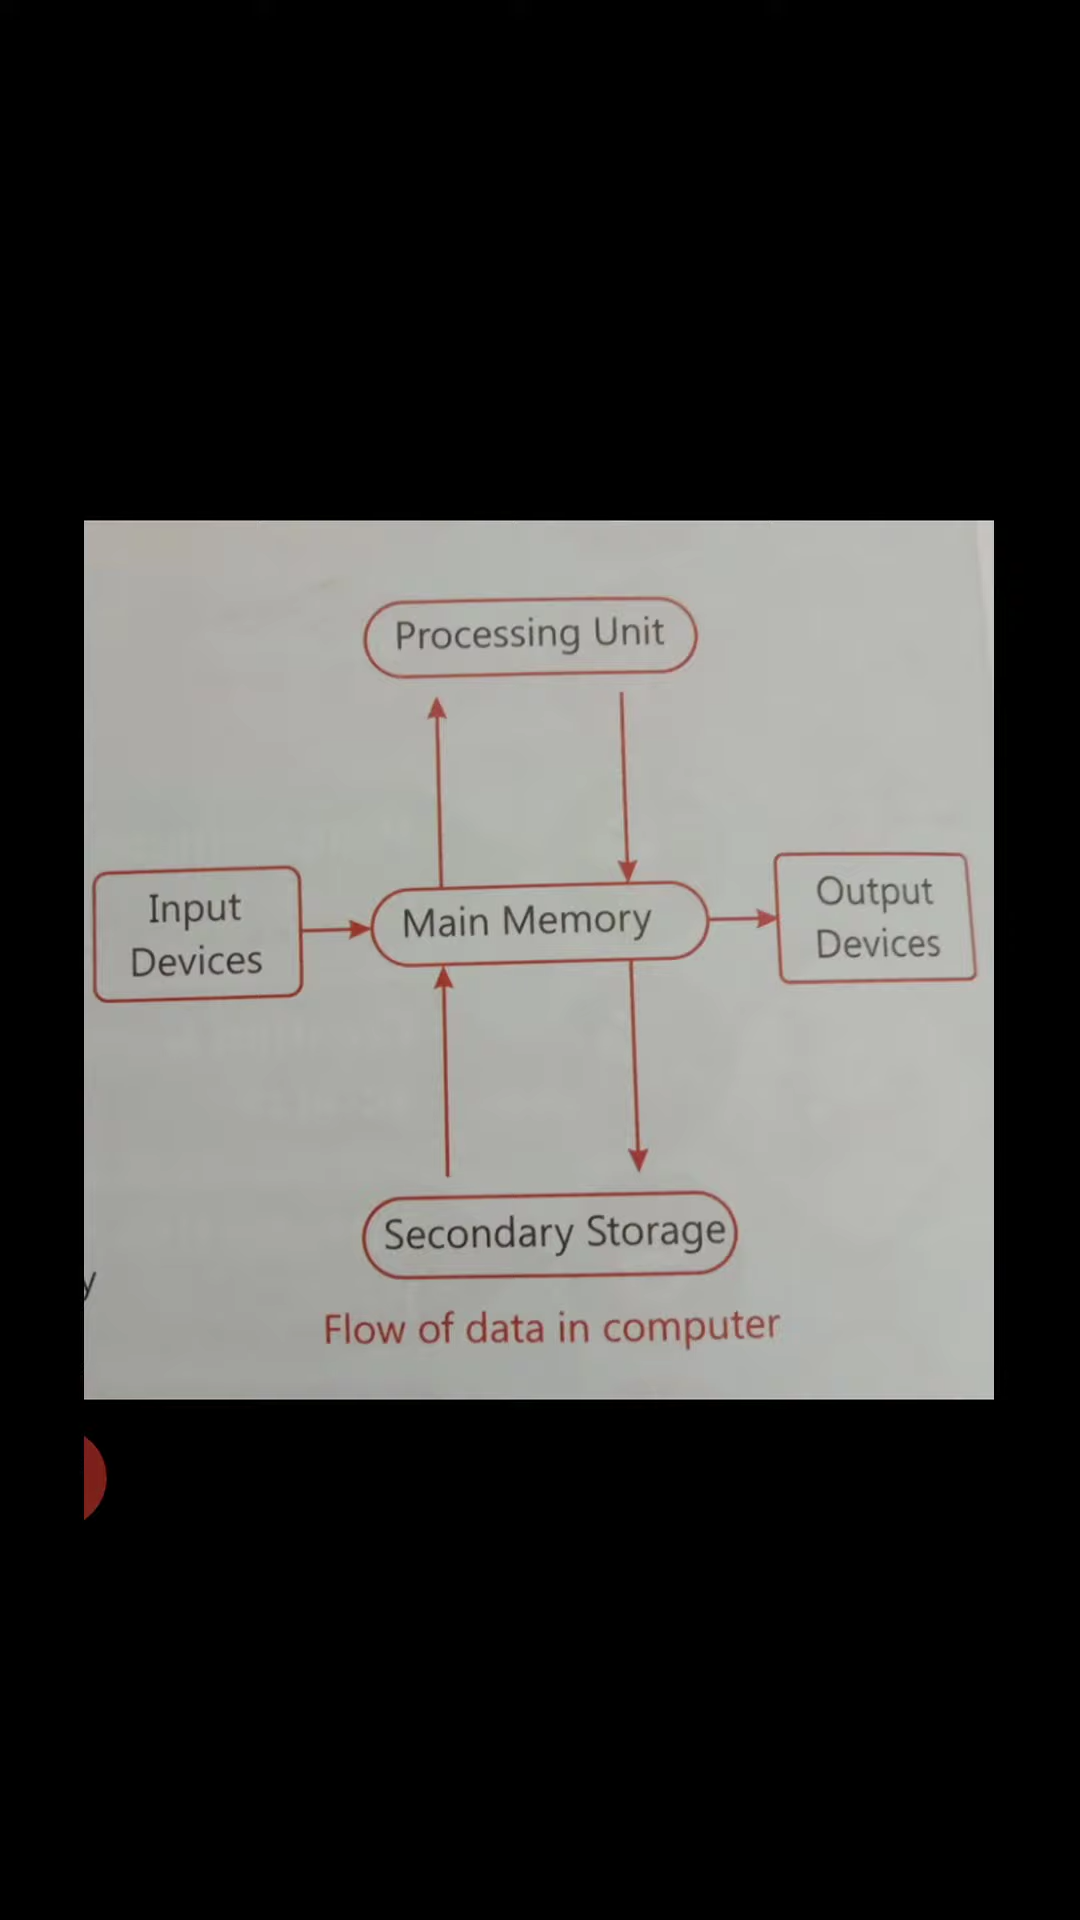 Processing Unit
Input
Devices
Main Memory
Output
Devices
Secondary Storage
y
Flow of data in computer